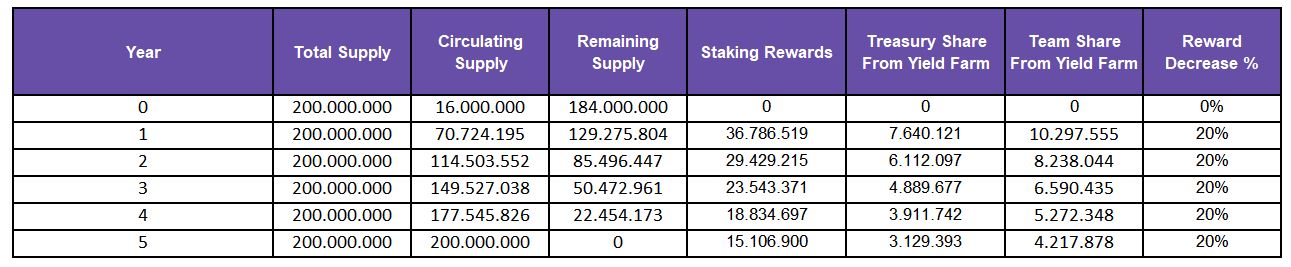 Year Total Supply Circulating Supply Remaining Supply Staking Rewards Treasury Share From Yield Farm Team Share From Yield Farm Reward Decrease %
0 200.000.000 16.000.000 184.000.000 0 0 0 0%
1 200.000.000 70.724.195 129.275.804 36.786.519 7.640.121 10.297.555 20%
2 200.000.000 114.503.552 85.496.447 29.429.215 6.112.097 8.238.044 20%
3 200.000.000 149.527.038 50.472.961 23.543.371 4.889.677 6.590.435 20%
4 200.000.000 177.545.826 22.454.173 18.834.697 3.911.742 5.272.348 20%
5 200.000.000 200.000.000 0 15.106.900 3.129.393 4.217.878 20%